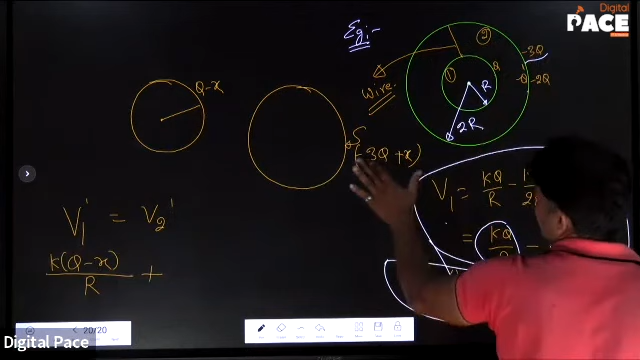 Digital
PACE
Eg:-
2
-3Q
1
Q
R
-Q -2Q
Wire
2R
Q-x
(-3Q+x)
V₁' = V₂'
K(Q-x)
R
+
V₁ = KQ
R
-
= KQ
-
20/20
Digital Pace